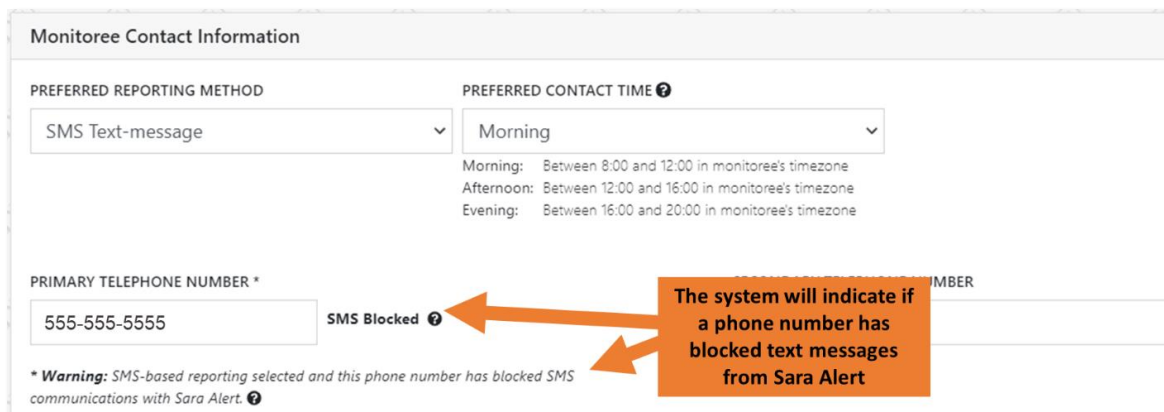 Monitoree Contact Information
PREFERRED REPORTING METHOD
PREFERRED CONTACT TIME
SMS Text-message
Morning
Morning: Between 8:00 and 12:00 in monitoree's timezone
Afternoon: Between 12:00 and 16:00 in monitoree's timezone
Evening: Between 16:00 and 20:00 in monitoree's timezone
PRIMARY TELEPHONE NUMBER *
555-555-5555
SMS Blocked
* Warning: SMS-based reporting selected and this phone number has blocked SMS
communications with Sara Alert.
The system will indicate if
a phone number has
blocked text messages
from Sara Alert